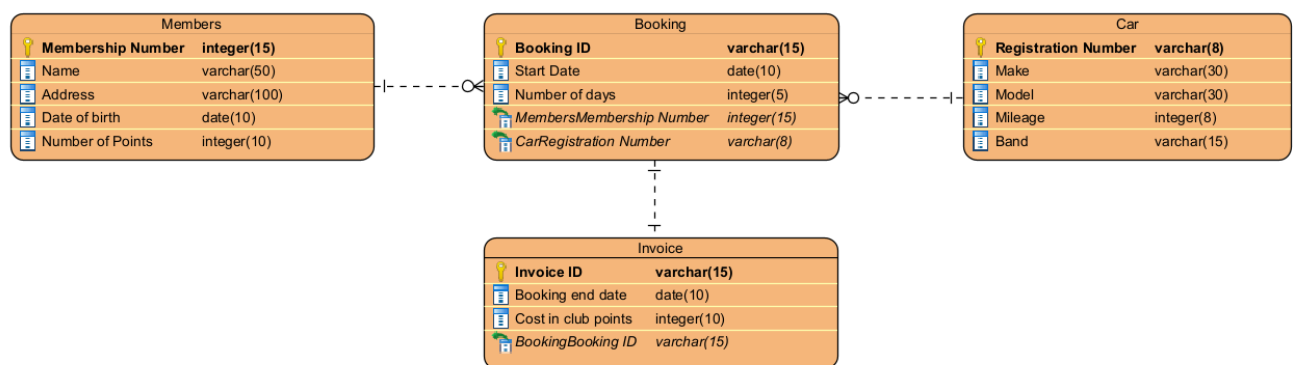 Members
Membership Number integer(15)
Name varchar(50)
Address varchar(100)
Date of birth date(10)
Number of Points integer(10)
Booking
Booking ID varchar(15)
Start Date date(10)
Number of days integer(5)
MembersMembership Number integer(15)
CarRegistration Number varchar(8)
Car
Registration Number varchar(8)
Make varchar(30)
Model varchar(30)
Mileage integer(8)
Band varchar(15)
Invoice
Invoice ID varchar(15)
Booking end date date(10)
Cost in club points integer(10)
BookingBooking ID varchar(15)